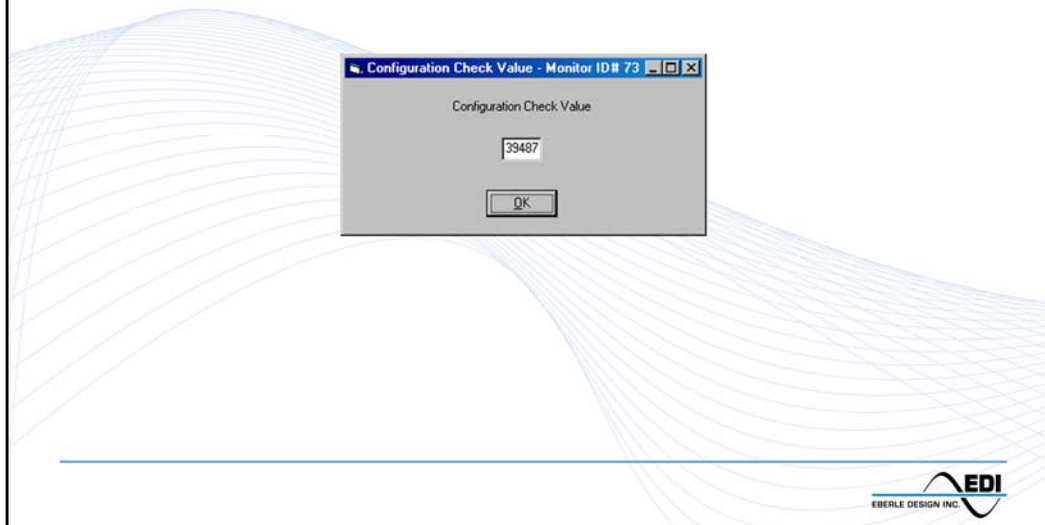 Configuration Check Value - Monitor ID# 73
Configuration Check Value
39487
OK
EDI
EBERLE DESIGN INC.